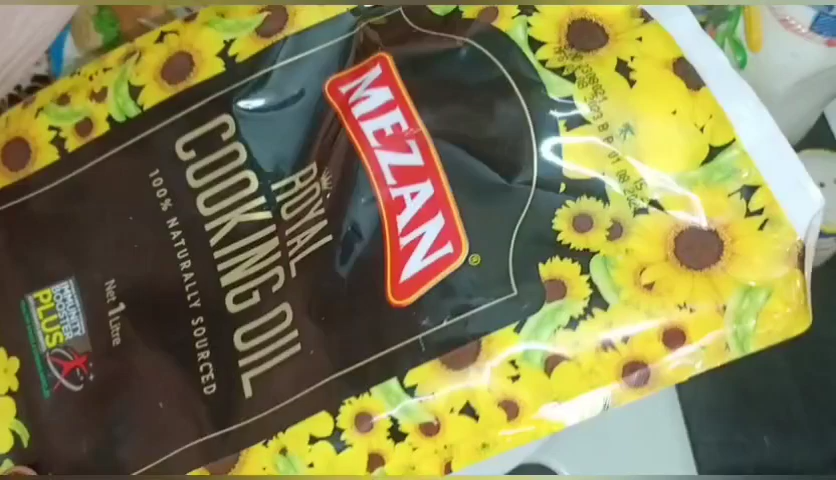 MEZAN®
ROYAL
COOKING OIL
100% NATURALLY SOURCED
Net 1 Litre
IMMUNITY
BOOSTER
PLUS